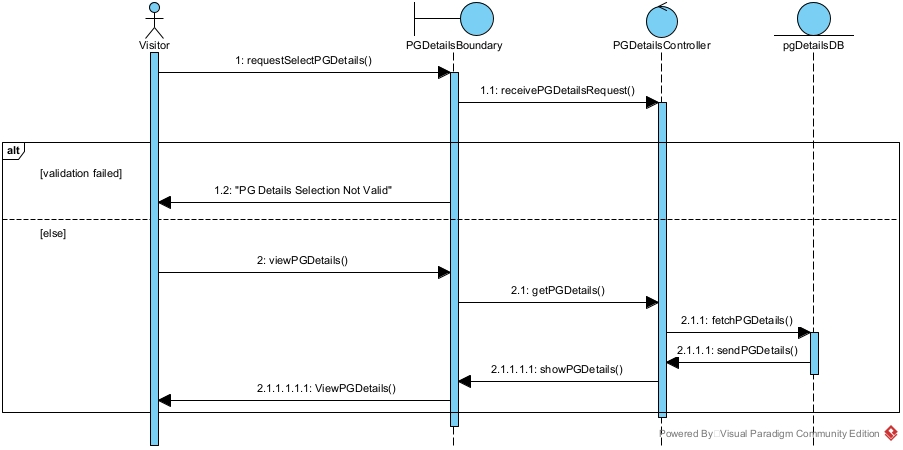 Visitor
PGDetailsBoundary
PGDetailsController
pgDetailsDB
1: requestSelectPGDetails()
1.1: receivePGDetailsRequest()
alt
[validation failed]
1.2: "PG Details Selection Not Valid"
[else]
2: viewPGDetails()
2.1: getPGDetails()
2.1.1: fetchPGDetails()
2.1.1.1: sendPGDetails()
2.1.1.1.1: showPGDetails()
2.1.1.1.1.1: ViewPGDetails()
Powered By Visual Paradigm Community Edition